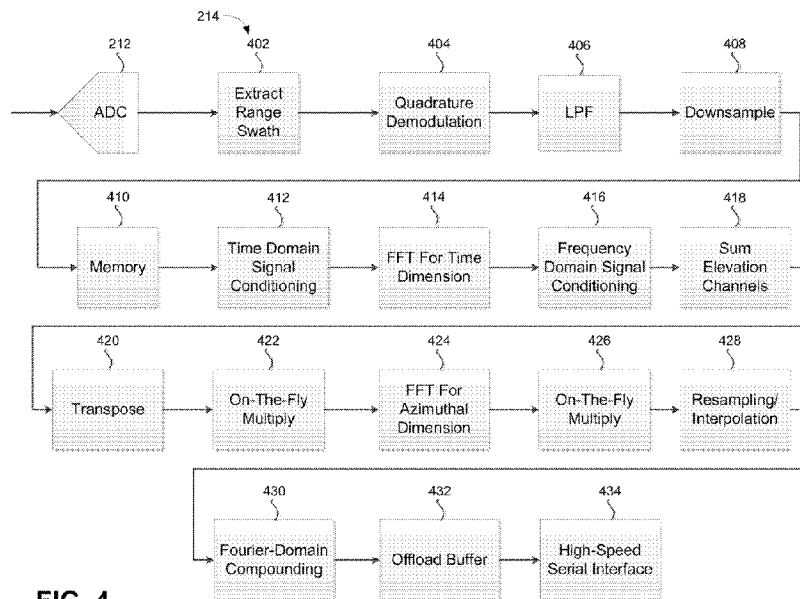 214
212 402 404 406 408
ADC
Extract
Range
Swath
Quadrature
Demodulation
LPF
Downsample
410 412 414 416 418
Memory
Time Domain
Signal
Conditioning
FFT For Time
Dimension
Frequency
Domain Signal
Conditioning
Sum
Elevation
Channels
420 422 424 426 428
Transpose
On-The-Fly
Multiply
FFT For
Azimuthal
Dimension
On-The-Fly
Multiply
Resampling/
Interpolation
430 432 434
Fourier-Domain
Compounding
Offload Buffer
High-Speed
Serial Interface
FIG. 4